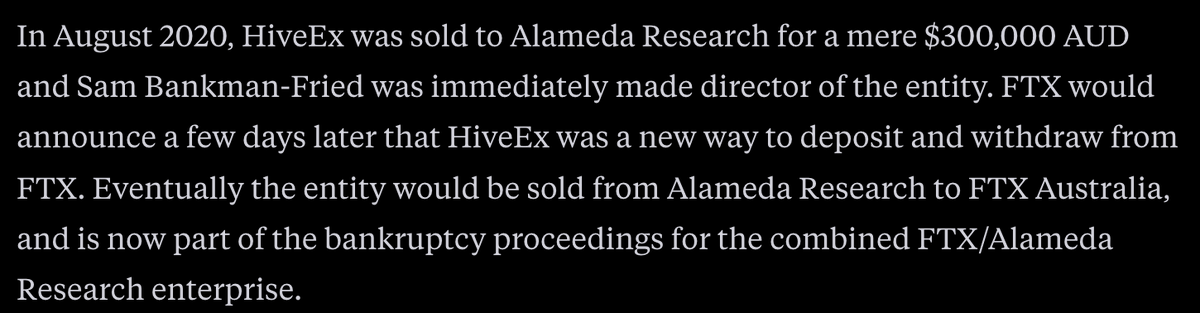 In August 2020, HiveEx was sold to Alameda Research for a mere $300,000 AUD
and Sam Bankman-Fried was immediately made director of the entity. FTX would
announce a few days later that HiveEx was a new way to deposit and withdraw from
FTX. Eventually the entity would be sold from Alameda Research to FTX Australia,
and is now part of the bankruptcy proceedings for the combined FTX/Alameda
Research enterprise.